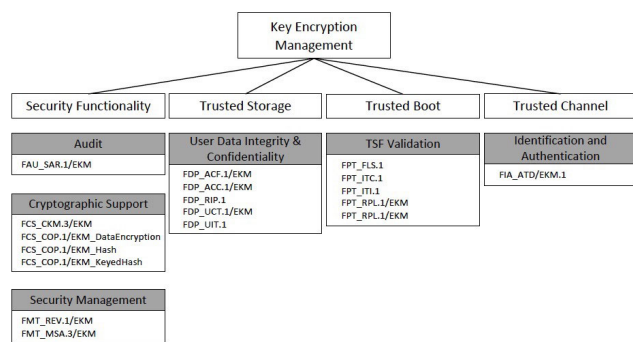 Key Encryption
Management
Security Functionality
Trusted Storage
Trusted Boot
Trusted Channel
Audit
FAU_SAR.1/EKM
Cryptographic Support
FCS_CKM.3/EKM
FCS_COP.1/EKM_DataEncryption
FCS_COP.1/EKM_Hash
FCS_COP.1/EKM_KeyedHash
Security Management
FMT_REV.1/EKM
FMT_MSA.3/EKM
User Data Integrity &
Confidentiality
FDP_ACF.1/EKM
FDP_ACC.1/EKM
FDP_RIP.1
FDP_UCT.1/EKM
FDP_UIT.1
TSF Validation
FPT_FLS.1
FPT_ITC.1
FPT_ITI.1
FPT_RPL.1/EKM
FPT_RPL.1/EKM
Identification and
Authentication
FIA_ATD/EKM.1